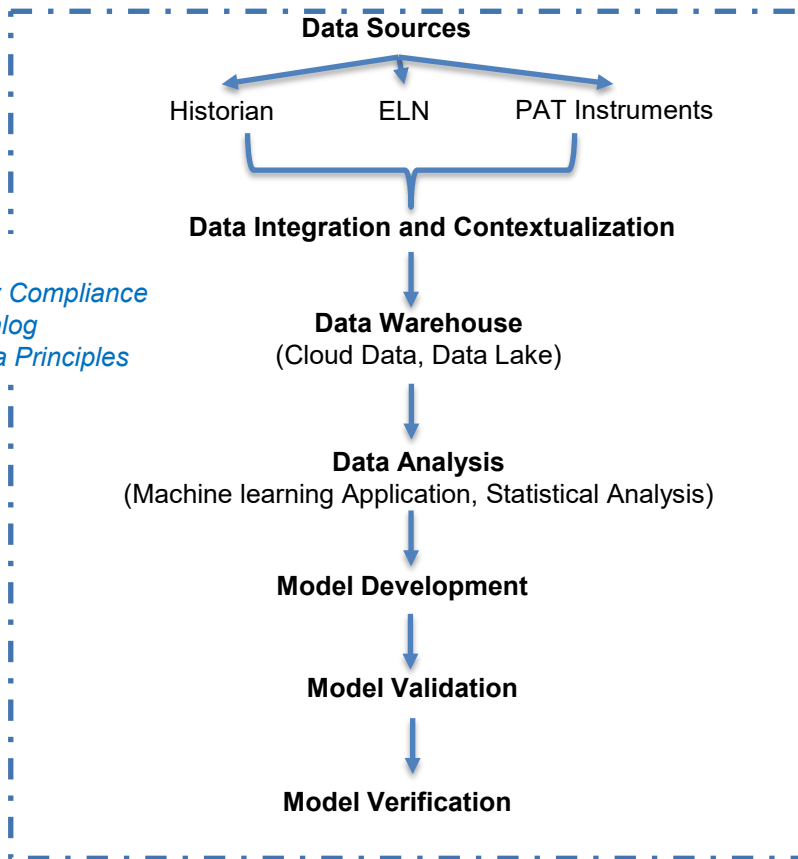 Data Sources
Historian ELN PAT Instruments
Data Integration and Contextualization
Compliance
Data Warehouse
(Cloud Data, Data Lake)
Principles
Data Analysis
(Machine learning Application, Statistical Analysis)
Model Development
Model Validation
Model Verification